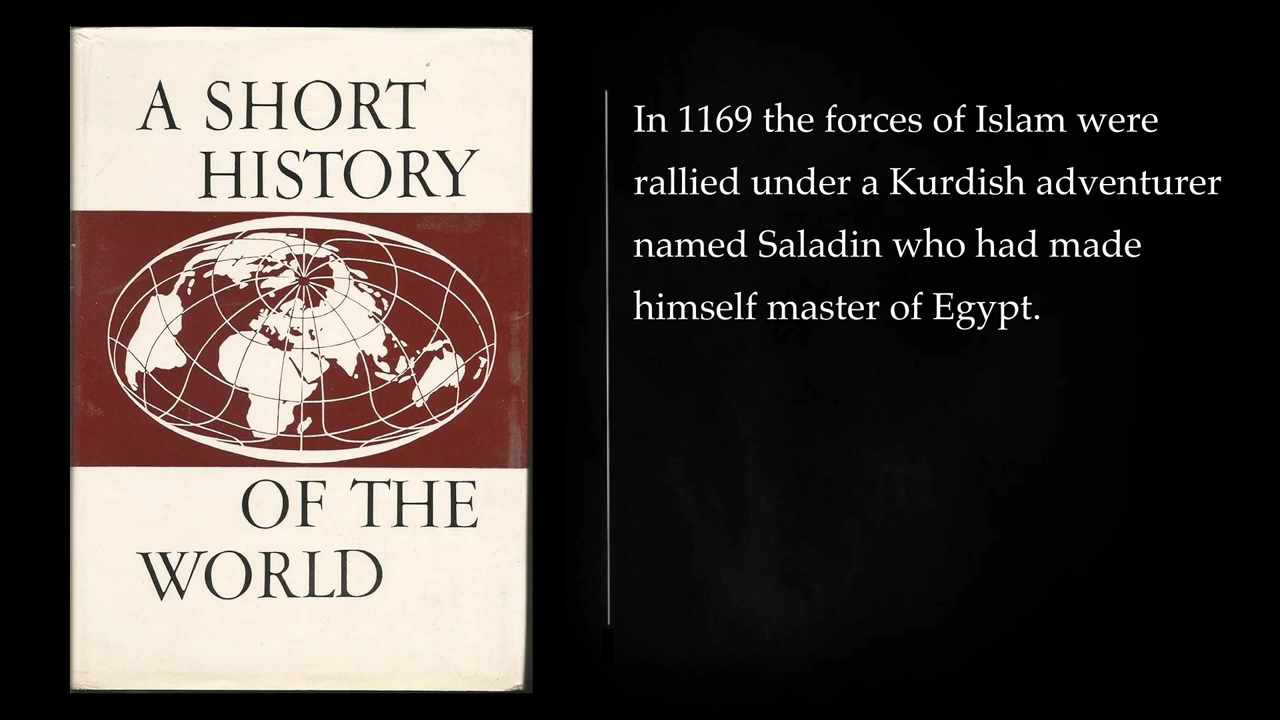 A SHORT
HISTORY
OF THE
WORLD
In 1169 the forces of Islam were
rallied under a Kurdish adventurer
named Saladin who had made
himself master of Egypt.